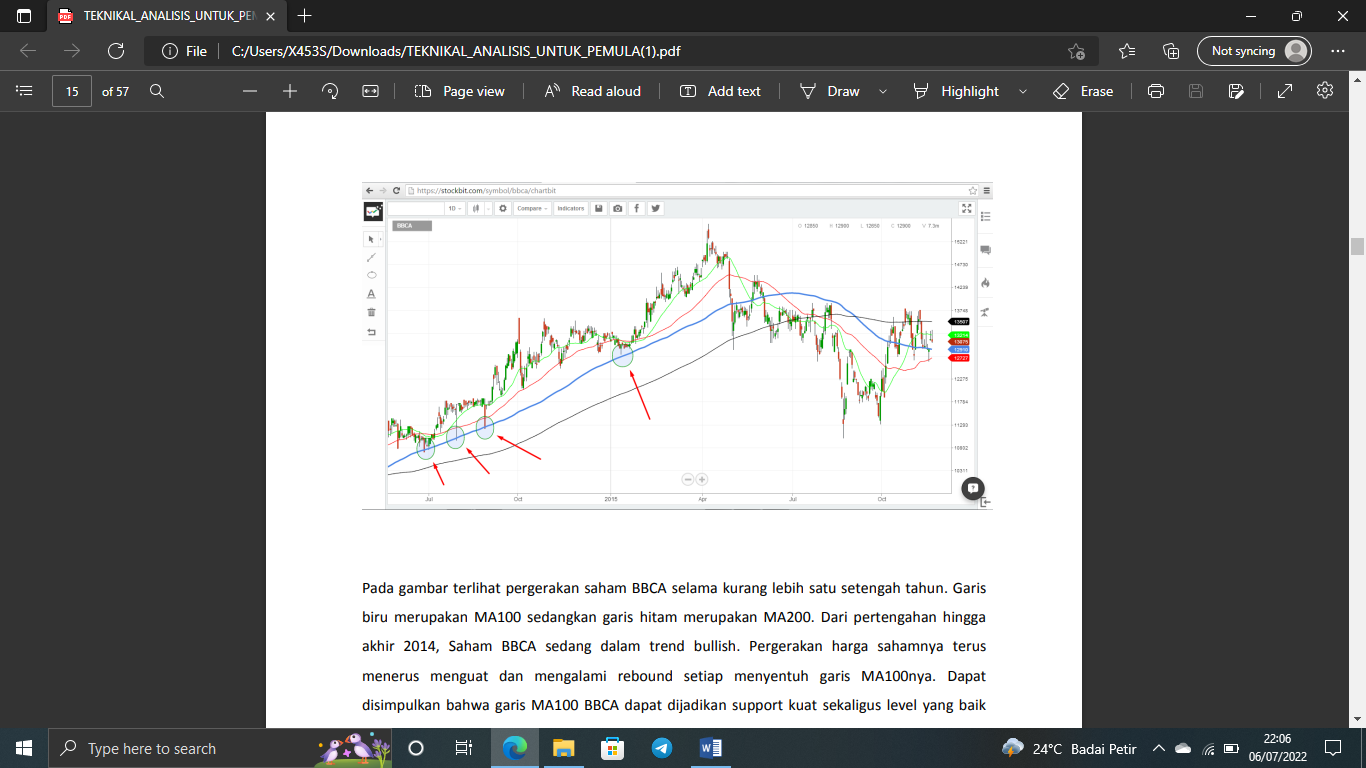 TEKNIKAL_ANALISIS_UNTUK_PEM
File C:/Users/X453S/Downloads/TEKNIKAL_ANALISIS_UNTUK_PEMULA(1).pdf Not syncing
15 of 57 Page view Read aloud Add text Draw Highlight Erase
https://stockbit.com/symbol/bbca/chartbit
1D Compare Indicators
BBCA O 12850 H 12900 L 12850 C 12900 V 7.3m
15221
14730
14239
13748
13507
13075
12910
12727
12275
11784
11293
10802
10311
Jul Oct 2015 Apr Jul Oct
Pada gambar terlihat pergerakan saham BBCA selama kurang lebih satu setengah tahun. Garis
biru merupakan MA100 sedangkan garis hitam merupakan MA200. Dari pertengahan hingga
akhir 2014, Saham BBCA sedang dalam trend bullish. Pergerakan harga sahamnya terus
menerus menguat dan mengalami rebound setiap menyentuh garis MA100nya. Dapat
disimpulkan bahwa garis MA100 BBCA dapat dijadikan support kuat sekaligus level yang baik
Type here to search 24°C Badai Petir 22:06
06/07/2022